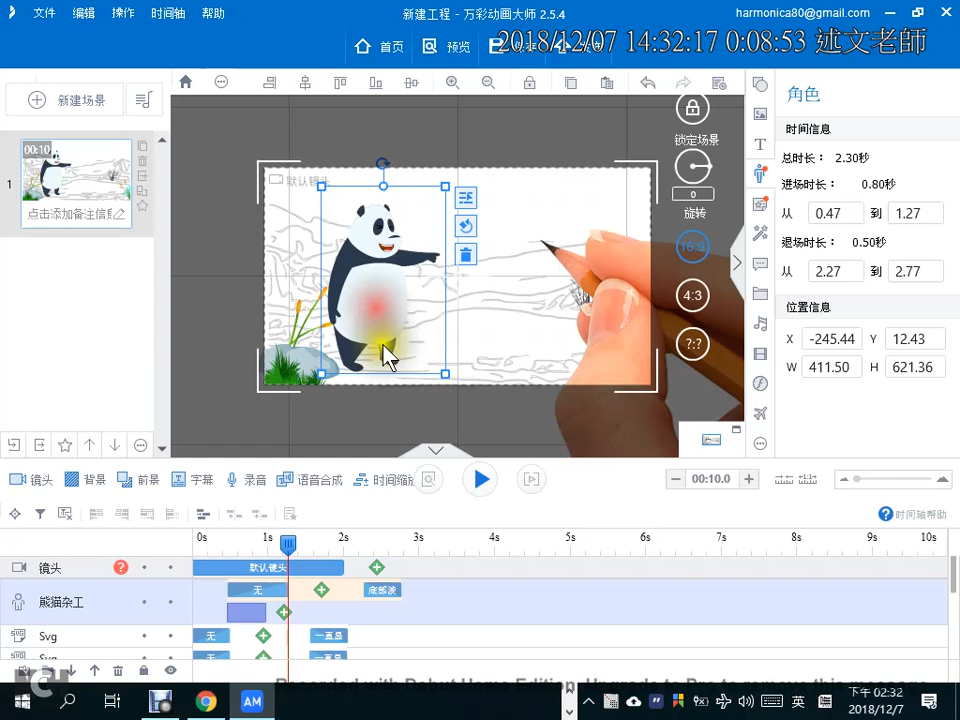 文件 编辑 操作 时间轴 帮助 新建工程 - 万彩动画大师 2.5.4 harmonica80@gmail.com
首页 预览
2018/12/07 14:32:17 0:08:53 述文老師
新建场景
角色
时间信息
锁定场景
1 00:10
默认镜头
总时长： 2.30秒
进场时长： 0.80秒
0
旋转
从 0.47 到 1.27
点击添加备注信息
16:9
退场时长： 0.50秒
从 2.27 到 2.77
4:3
位置信息
?:?
X -245.44 Y 12.43
W 411.50 H 621.36
镜头 背景 前景 字幕 录音 语音合成 时间缩 00:10.0
时间轴帮助
0s 1s 2s 3s 4s 5s 6s 7s 8s 9s 10s
镜头 默认镜头
熊猫杂工 无
Svg 无 一直显
Recorded with Debut Home Edition. Upgrade to Pro to remove this message
AM 英 下午 02:32
2018/12/7